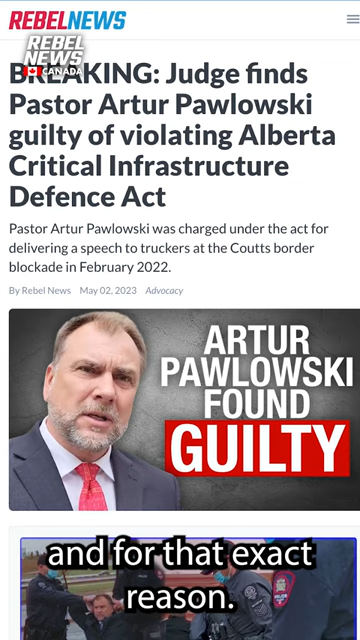 REBELNEWS
REBEL
NEWS
CANADA
BREAKING: Judge finds
Pastor Artur Pawlowski
guilty of violating Alberta
Critical Infrastructure
Defence Act
Pastor Artur Pawlowski was charged under the act for
delivering a speech to truckers at the Coutts border
blockade in February 2022.
By Rebel News May 02, 2023 Advocacy
ARTUR
PAWLOWSKI
FOUND
GUILTY
and for that exact
reason.